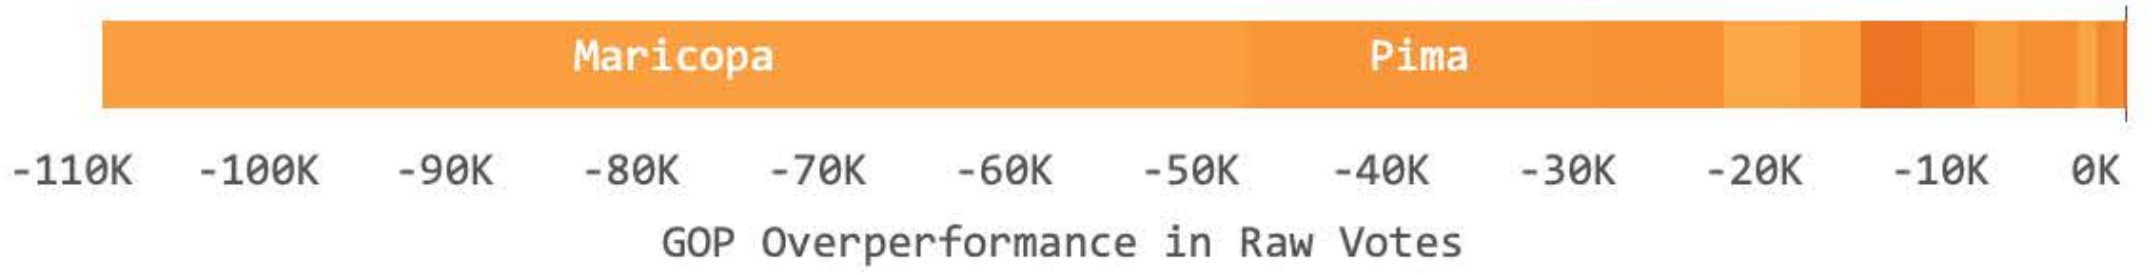 Maricopa Pima
-110K -100K -90K -80K -70K -60K -50K -40K -30K -20K -10K 0K
GOP Overperformance in Raw Votes